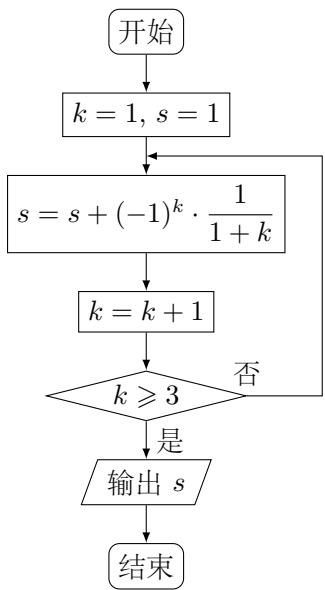 开始
k = 1, s = 1
s = s + (−1)^k · 1/(1 + k)
k = k + 1
否
k ⩾ 3
是
输出 s
结束